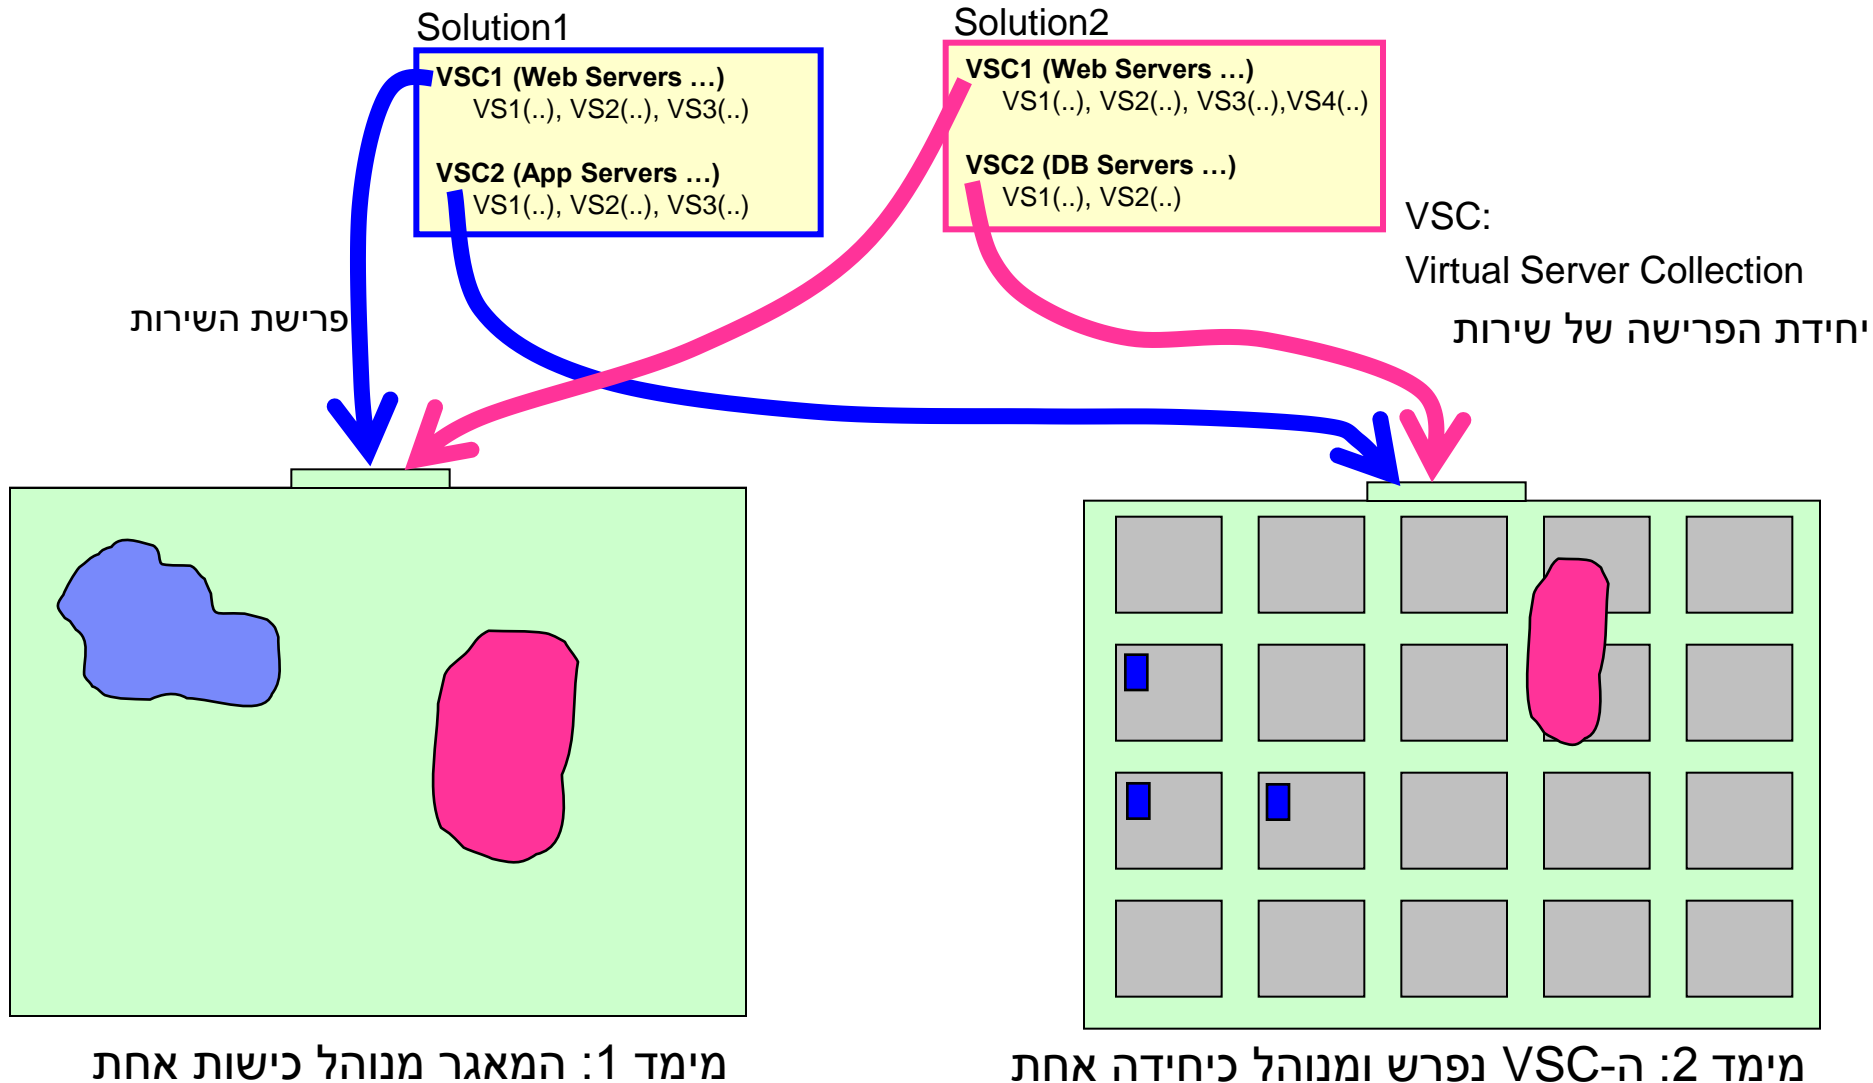 Solution1
VSC1 (Web Servers …)
VS1(..), VS2(..), VS3(..)
VSC2 (App Servers …)
VS1(..), VS2(..), VS3(..)
Solution2
VSC1 (Web Servers …)
VS1(..), VS2(..), VS3(..),VS4(..)
VSC2 (DB Servers …)
VS1(..), VS2(..)
VSC:
Virtual Server Collection
יחידת הפרישה של שירות
פרישת השירות
מימד 1: המאגר מנוהל כישות אחת
מימד 2: ה-VSC נפרש ומנוהל כיחידה אחת